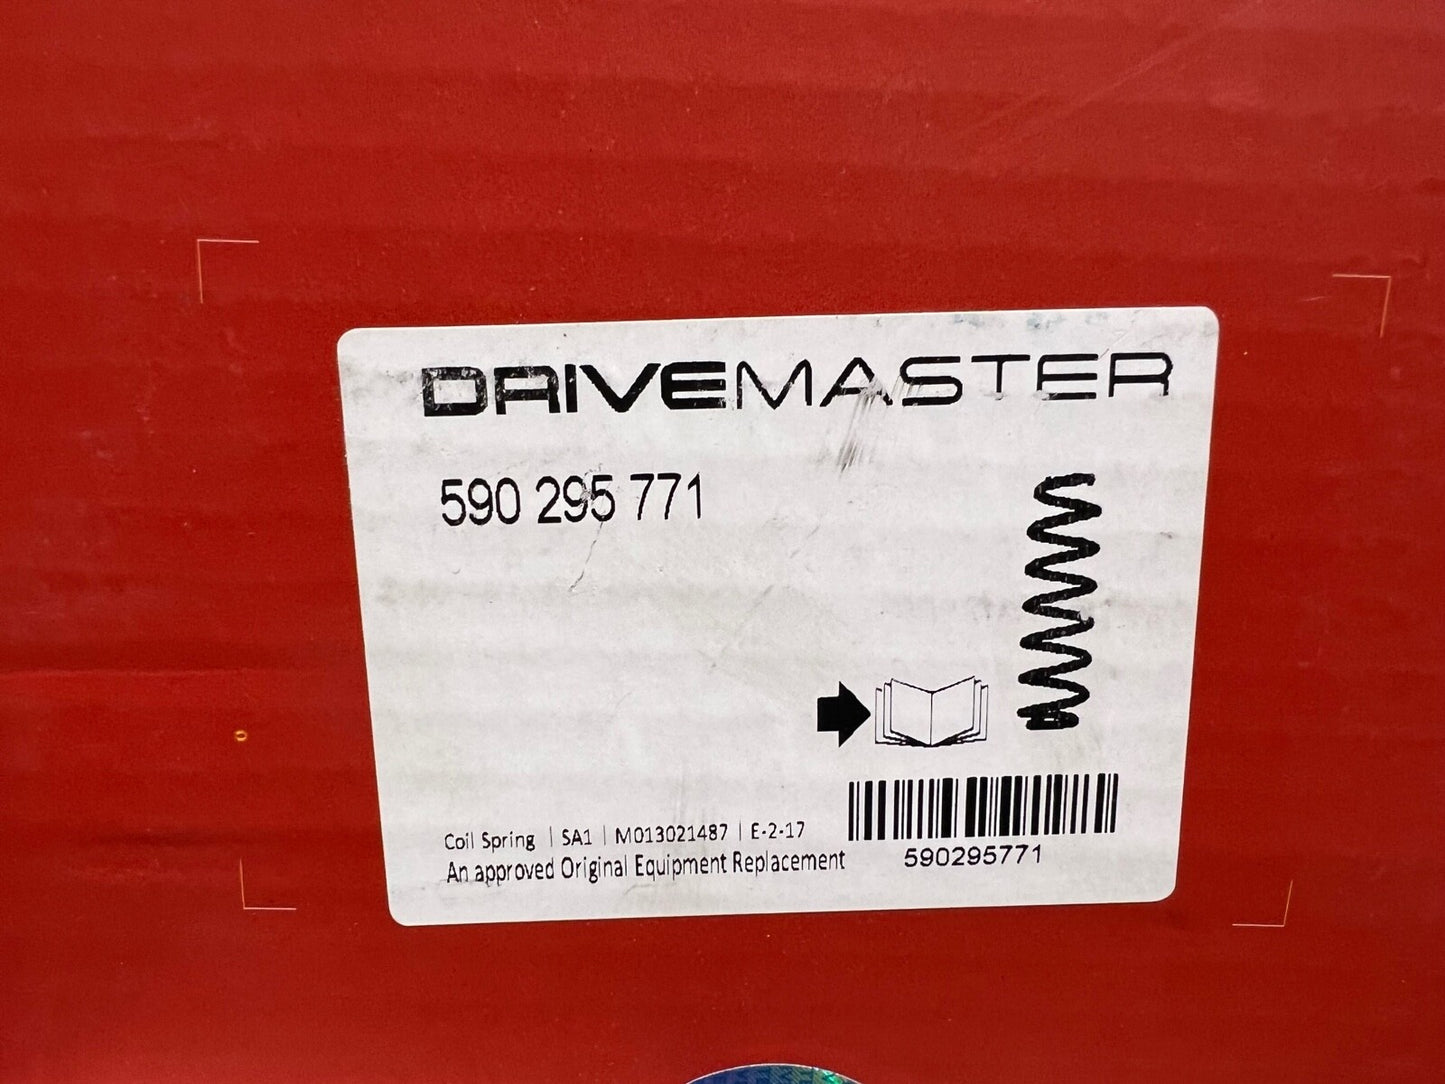 DRIVEMASTER
590 295 771
Coil Spring | SA1 | M013021487 | E-2-17
An approved Original Equipment Replacement
590295771